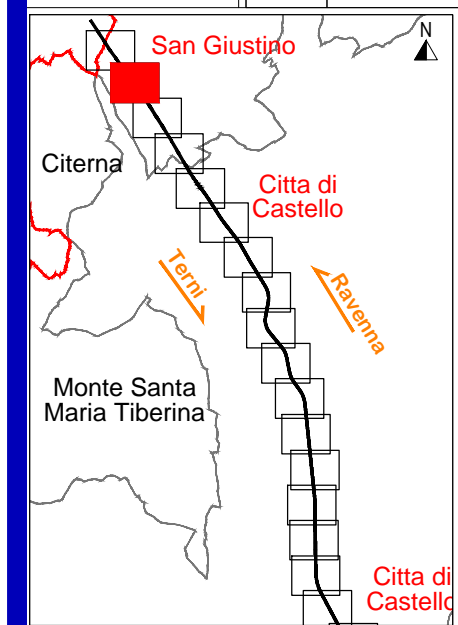 San Giustino
N
Citerna
Citta di
Castello
Terni
Ravenna
Monte Santa
Maria Tiberina
Citta di
Castello